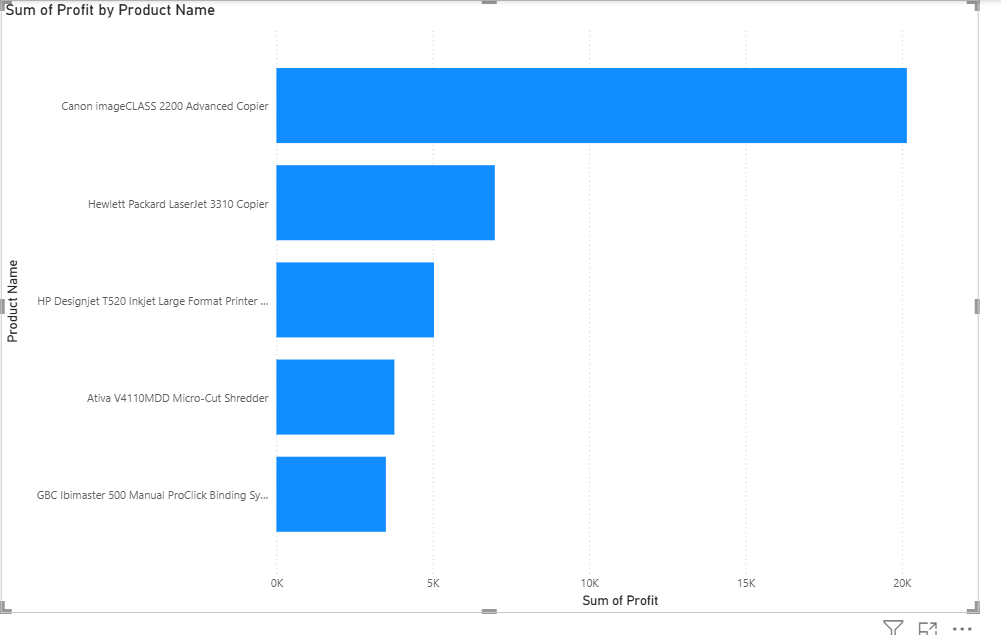 Sum of Profit by Product Name
Product Name
Canon imageCLASS 2200 Advanced Copier
Hewlett Packard LaserJet 3310 Copier
HP Designjet T520 Inkjet Large Format Printer ...
Ativa V4110MDD Micro-Cut Shredder
GBC Ibimaster 500 Manual ProClick Binding Sy...
0K 5K 10K 15K 20K
Sum of Profit